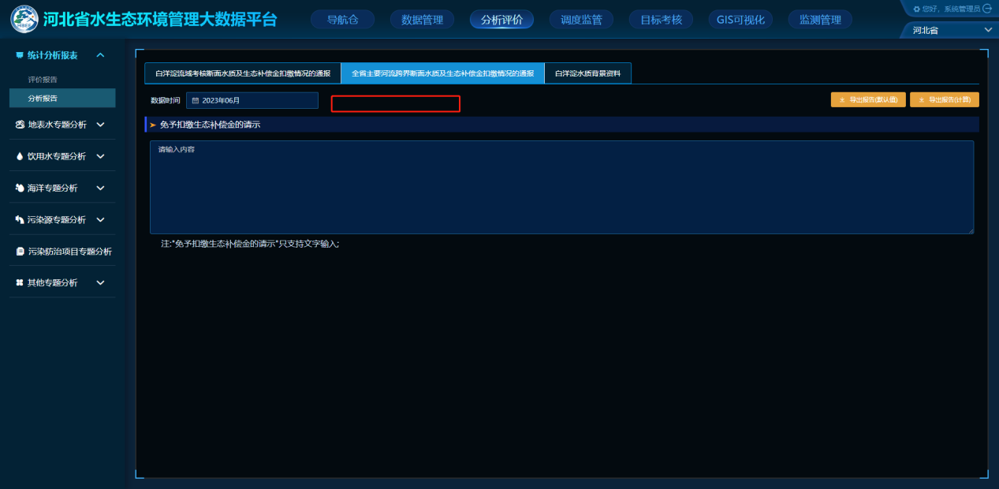 河北省水生态环境管理大数据平台
导航仓 数据管理 分析评价 调度监管 目标考核 GIS可视化 监测管理
您好，系统管理员
河北省
统计分析报表
评价报告
分析报告
地表水专题分析
饮用水专题分析
海洋专题分析
污染源专题分析
污染防治项目专题分析
其他专题分析
白洋淀流域考核断面水质及生态补偿金扣缴情况的通报 全省主要河流跨界断面水质及生态补偿金扣缴情况的通报 白洋淀水质背景资料
数据时间 2023年06月 导出报告(默认值) 导出报告(计算)
免予扣缴生态补偿金的请示
请输入内容
注:"免予扣缴生态补偿金的请示"只支持文字输入;